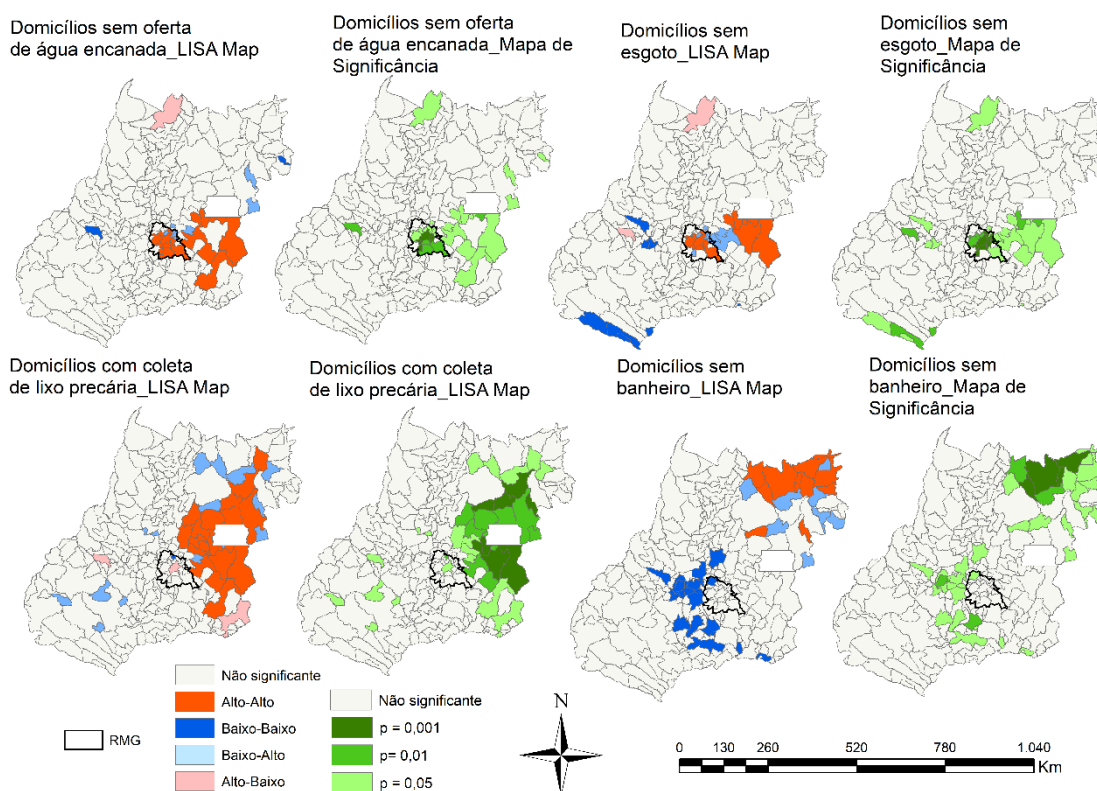 Domicílios sem oferta
de água encanada_LISA Map
Domicílios sem oferta
de água encanada_Mapa de
Significância
Domicílios sem
esgoto_LISA Map
Domicílios sem
esgoto_Mapa de
Significância
Domicílios com coleta
de lixo precária_LISA Map
Domicílios com coleta
de lixo precária_LISA Map
Domicílios sem
banheiro_LISA Map
Domicílios sem
banheiro_Mapa de
Significância
RMG
Não significante
Alto-Alto
Baixo-Baixo
Baixo-Alto
Alto-Baixo
Não significante
p = 0,001
p= 0,01
p = 0,05
N
0 130 260 520 780 1.040
Km